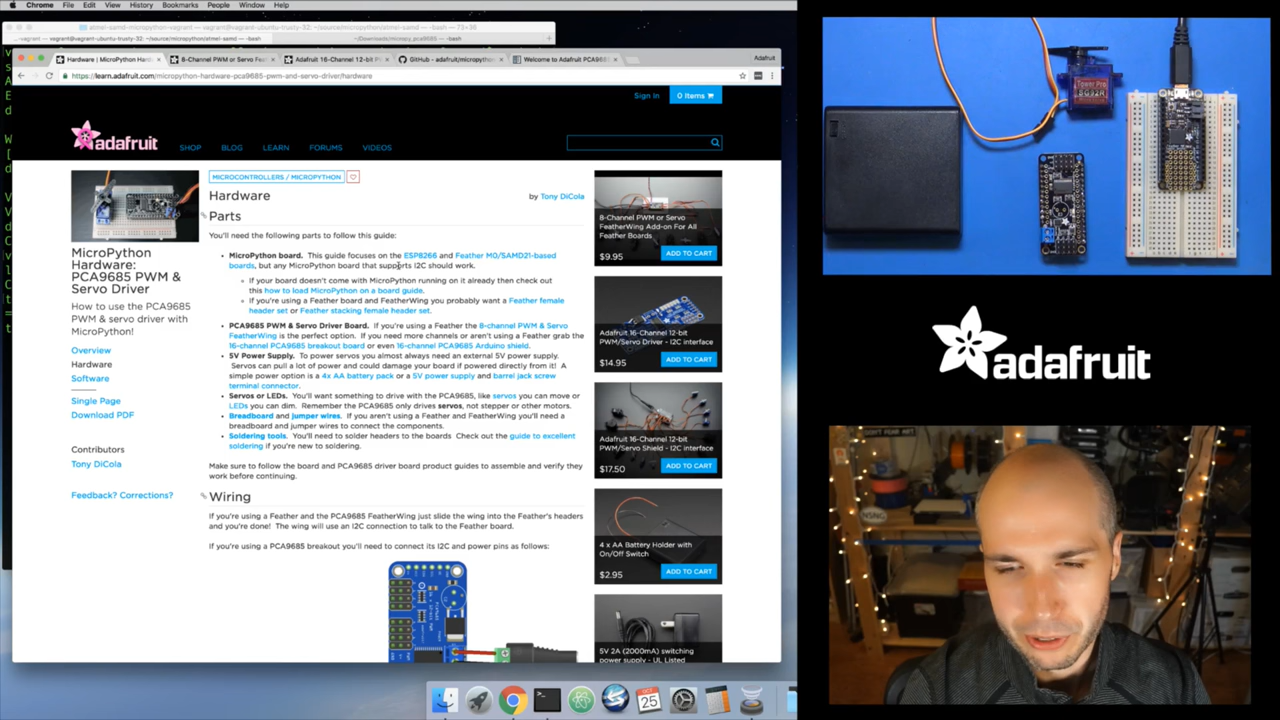 Chrome File Edit View History Bookmarks People Window Help
atmel-samd-micropython-vagrant
Hardware | MicroPython Har
8-Channel PWM or Servo Fea
Adafruit 16-Channel 12-bit P
GitHub - adafruit/micropytho
Welcome to Adafruit PCA968
Adafruit
https://learn.adafruit.com/micropython-hardware-pca9685-pwm-and-servo-driver/hardware
Sign In
0 Items
adafruit
SHOP BLOG LEARN FORUMS VIDEOS
MICROCONTROLLERS / MICROPYTHON
Hardware
by Tony DiCola
Parts
You'll need the following parts to follow this guide:
MicroPython board. This guide focuses on the ESP8266 and Feather M0/SAMD21-based
boards, but any MicroPython board that supports I2C should work.
If your board doesn't come with MicroPython running on it already then check out
this how to load MicroPython on a board guide.
If you're using a Feather board and FeatherWing you probably want a Feather female
header set or Feather stacking female header set.
PCA9685 PWM & Servo Driver Board. If you're using a Feather the 8-channel PWM & Servo
FeatherWing is the perfect option. If you need more channels or aren't using a Feather grab the
16-channel PCA9685 breakout board or even 16-channel PCA9685 Arduino shield.
5V Power Supply. To power servos you almost always need an external 5V power supply.
Servos can pull a lot of power and could damage your board if powered directly from it! A
simple power option is a 4x AA battery pack or a 5V power supply and barrel jack screw
terminal connector.
Servos or LEDs. You'll want something to drive with the PCA9685, like servos you can move or
LEDs you can dim. Remember the PCA9685 only drives servos, not stepper or other motors.
Breadboard and jumper wires. If you aren't using a Feather and FeatherWing you'll need a
breadboard and jumper wires to connect the components.
Soldering tools. You'll need to solder headers to the boards Check out the guide to excellent
soldering if you're new to soldering.
Make sure to follow the board and PCA9685 driver board product guides to assemble and verify they
work before continuing.
Wiring
If you're using a Feather and the PCA9685 FeatherWing just slide the wing into the Feather's headers
and you're done! The wing will use an I2C connection to talk to the Feather board.
If you're using a PCA9685 breakout you'll need to connect its I2C and power pins as follows:
MicroPython
Hardware:
PCA9685 PWM &
Servo Driver
How to use the PCA9685
PWM & servo driver with
MicroPython!
Overview
Hardware
Software
Single Page
Download PDF
Contributors
Tony DiCola
Feedback? Corrections?
8-Channel PWM or Servo
FeatherWing Add-on For All
Feather Boards
$9.95
ADD TO CART
Adafruit 16-Channel 12-bit
PWM/Servo Driver - I2C interface
$14.95
ADD TO CART
Adafruit 16-Channel 12-bit
PWM/Servo Shield - I2C interface
$17.50
ADD TO CART
4 x AA Battery Holder with
On/Off Switch
$2.95
ADD TO CART
5V 2A (2000mA) switching
power supply - UL Listed
OCT
25
SG92R
adafruit